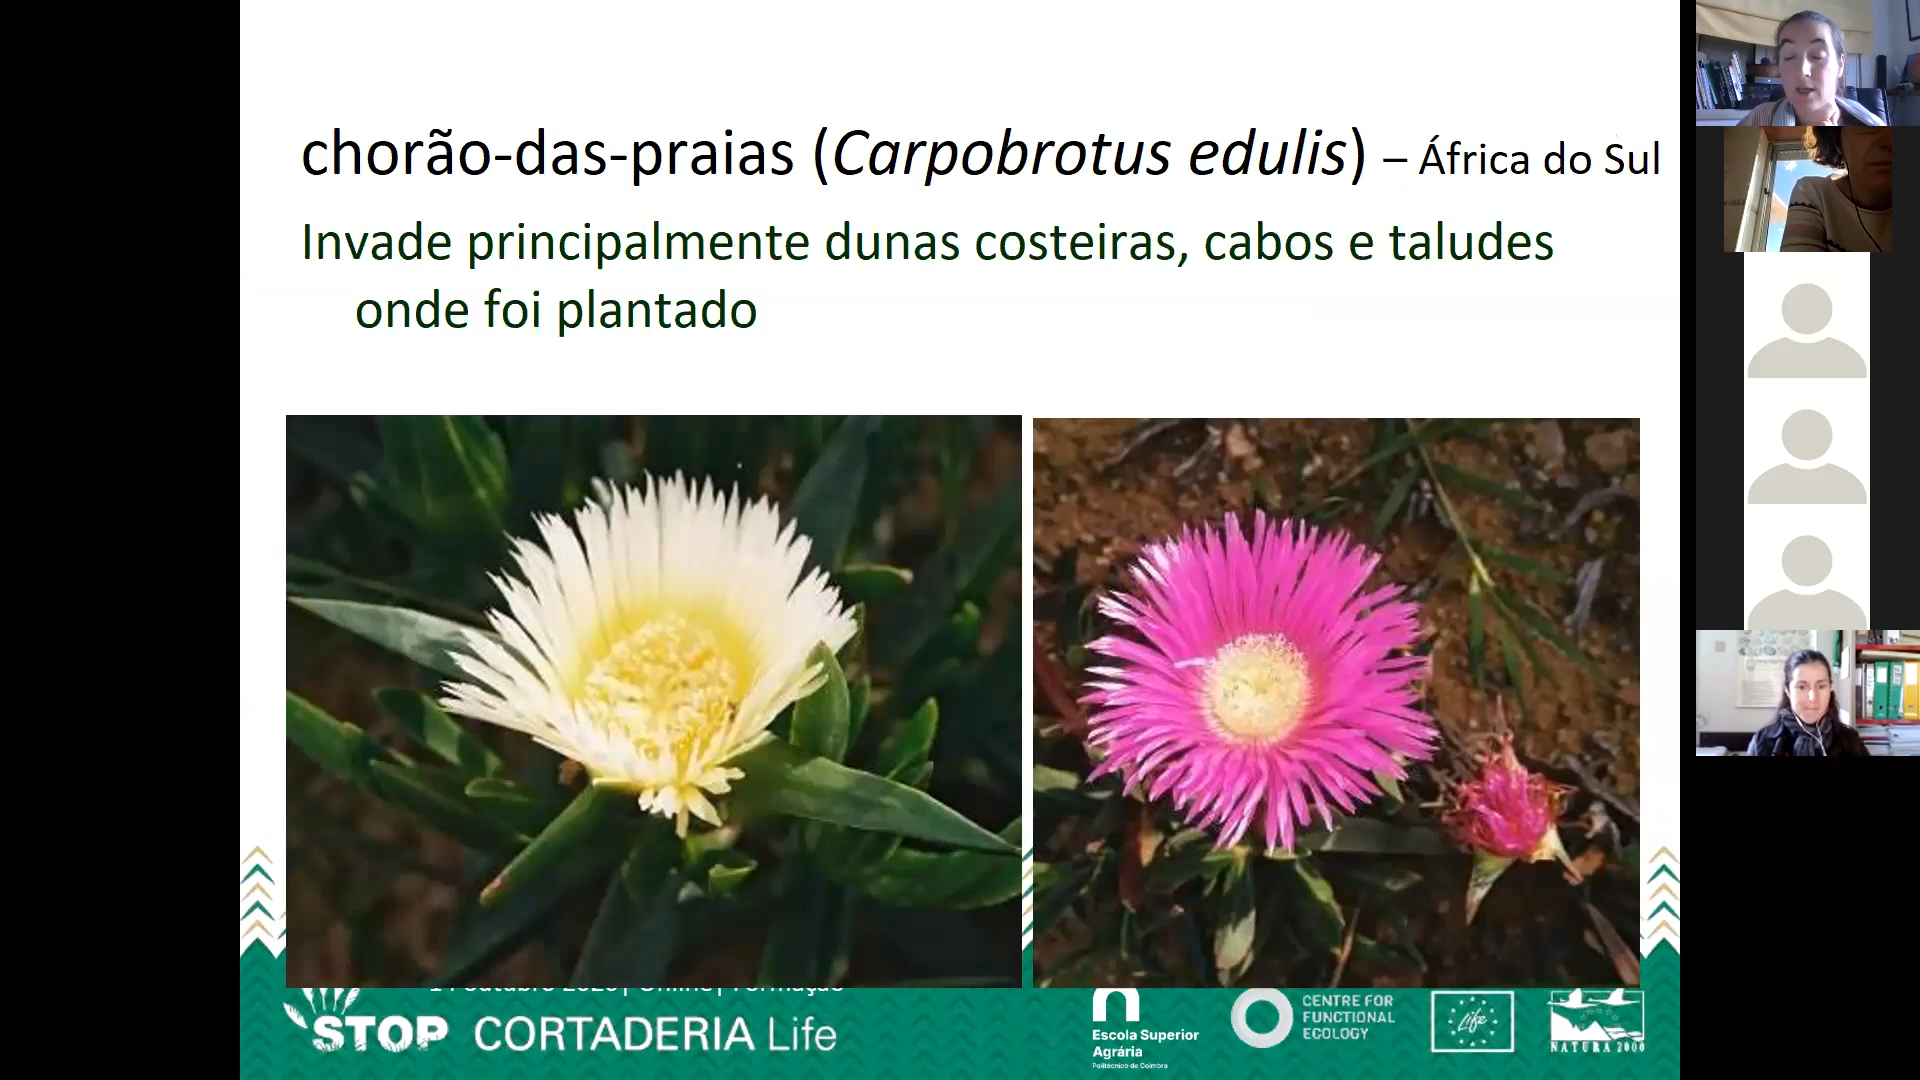 chorão-das-praias (Carpobrotus edulis) – África do Sul
Invade principalmente dunas costeiras, cabos e taludes
onde foi plantado
STOP CORTADERIA Life
Escola Superior
Agrária
Politécnico de Coimbra
CENTRE FOR
FUNCTIONAL
ECOLOGY
Life
NATURA 2000